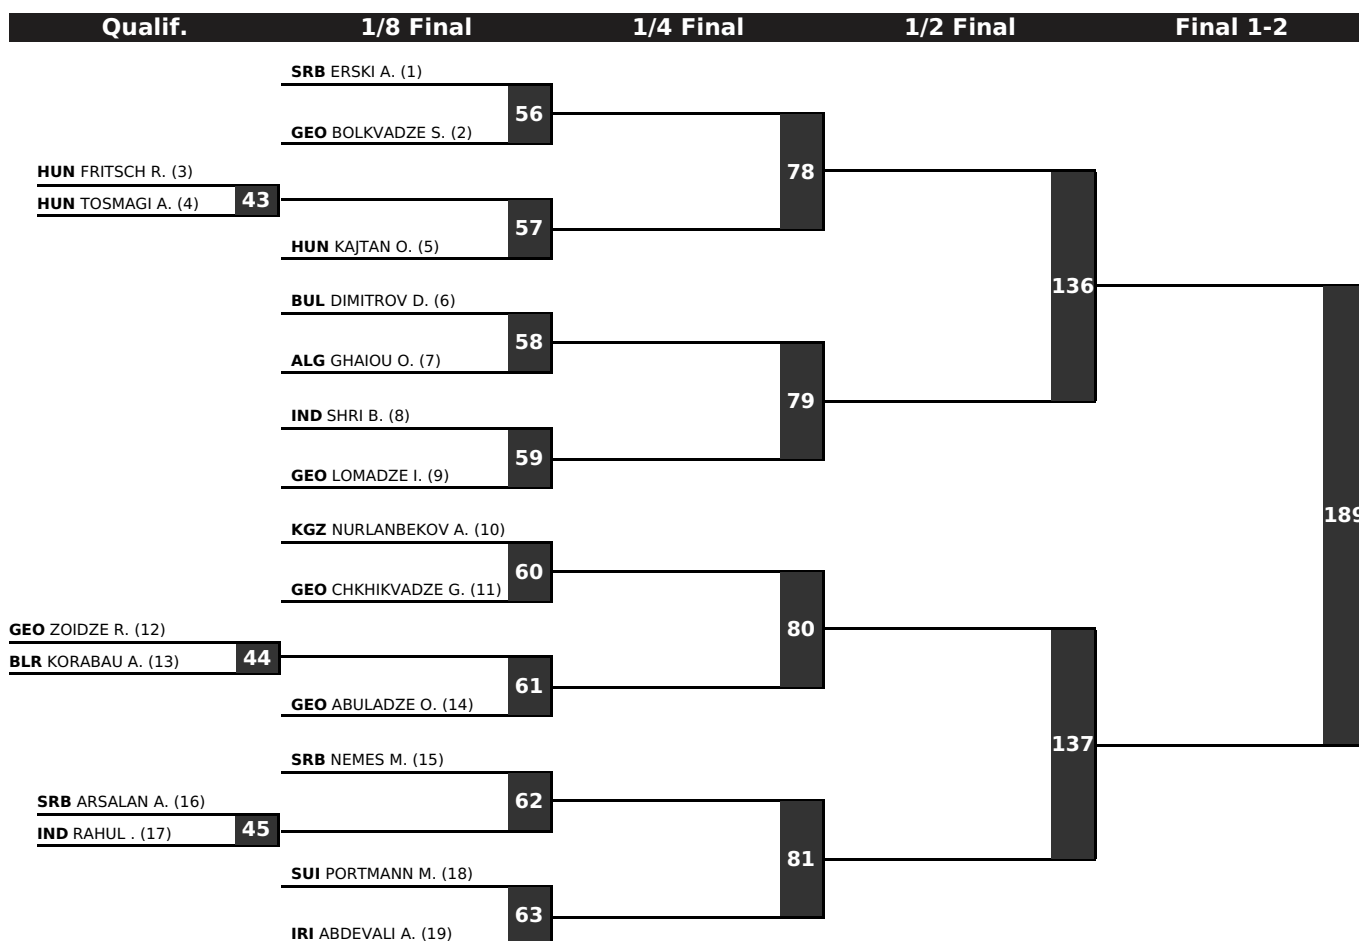 Qualif. 1/8 Final 1/4 Final 1/2 Final Final 1-2
SRB ERSKI A. (1)
56
GEO BOLKVADZE S. (2)
HUN FRITSCH R. (3)
78
HUN TOSMAGI A. (4)
43
57
HUN KAJTAN O. (5)
136
BUL DIMITROV D. (6)
58
ALG GHAIOU O. (7)
79
IND SHRI B. (8)
59
GEO LOMADZE I. (9)
189
KGZ NURLANBEKOV A. (10)
60
GEO CHKHIKVADZE G. (11)
GEO ZOIDZE R. (12)
80
BLR KORABAU A. (13)
44
61
GEO ABULADZE O. (14)
137
SRB NEMES M. (15)
62
SRB ARSALAN A. (16)
IND RAHUL . (17)
45
81
SUI PORTMANN M. (18)
63
IRI ABDEVALI A. (19)